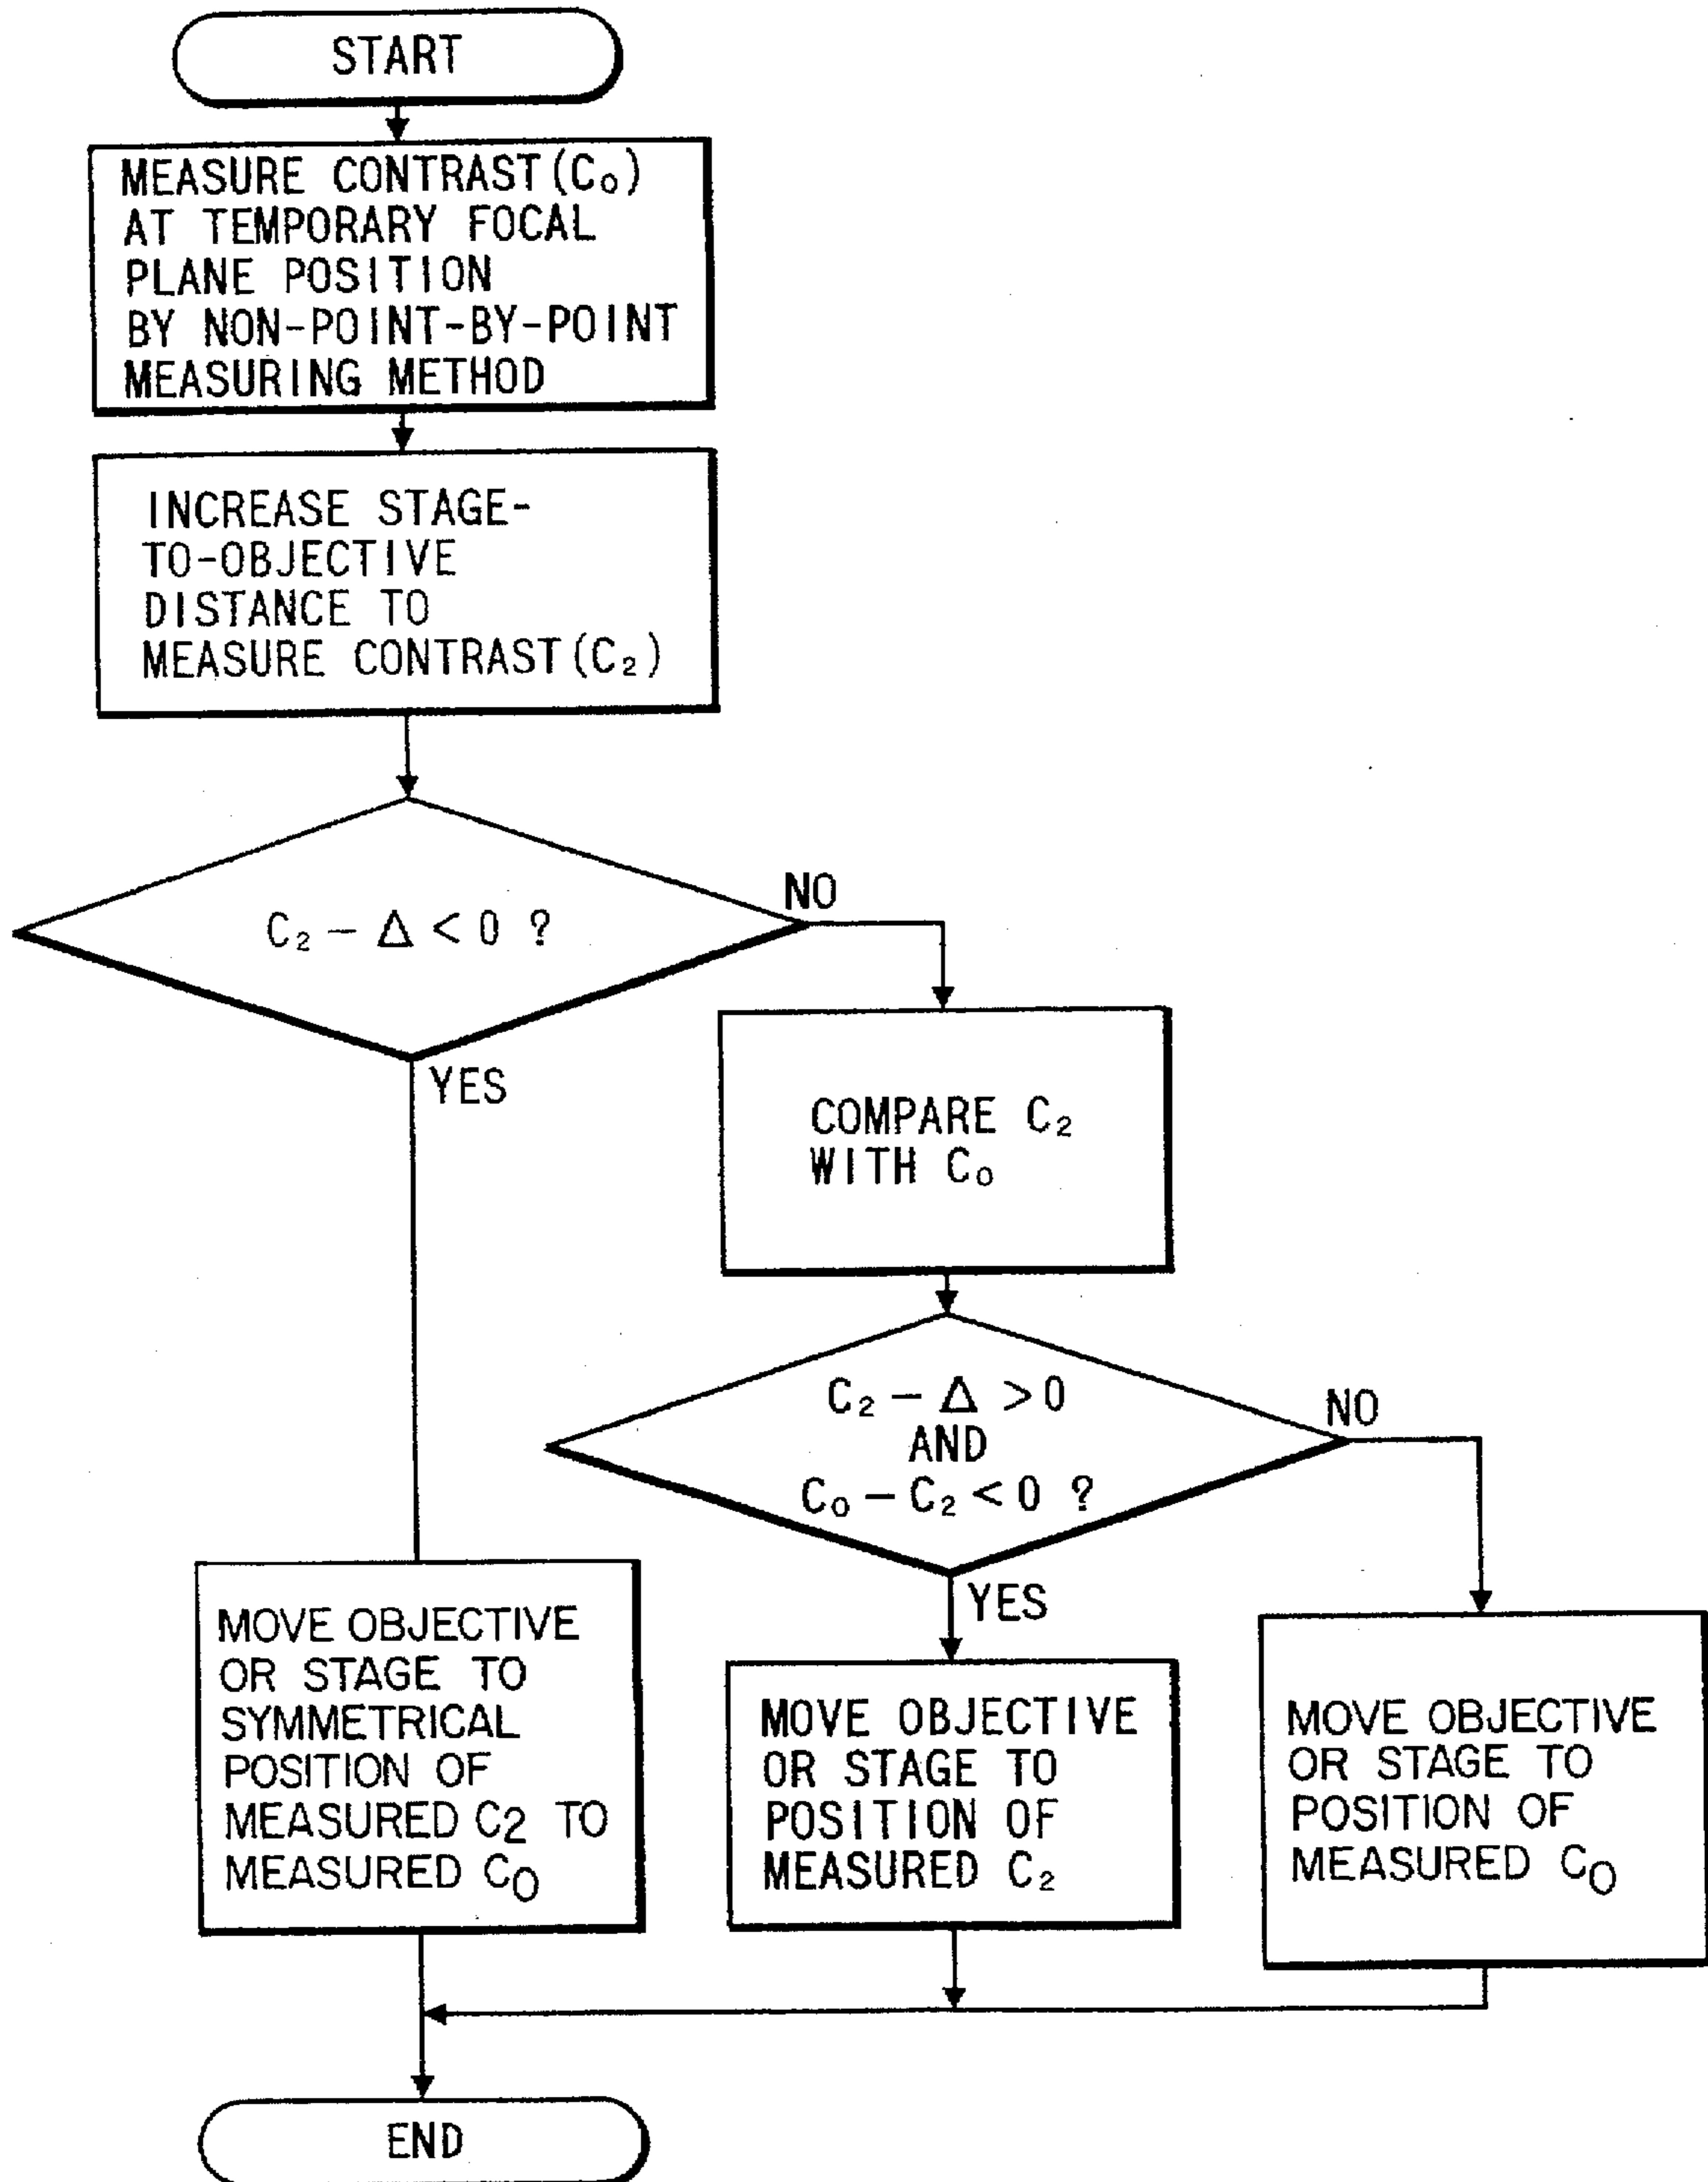 START
MEASURE CONTRAST(C₀)
AT TEMPORARY FOCAL
PLANE POSITION
BY NON-POINT-BY-POINT
MEASURING METHOD
INCREASE STAGE-
TO-OBJECTIVE
DISTANCE TO
MEASURE CONTRAST(C₂)
C₂ − Δ < 0 ?
NO
YES
COMPARE C₂
WITH C₀
C₂ − Δ > 0
AND
C₀ − C₂ < 0 ?
NO
YES
MOVE OBJECTIVE
OR STAGE TO
SYMMETRICAL
POSITION OF
MEASURED C2 TO
MEASURED C₀
MOVE OBJECTIVE
OR STAGE TO
POSITION OF
MEASURED C₂
MOVE OBJECTIVE
OR STAGE TO
POSITION OF
MEASURED C₀
END